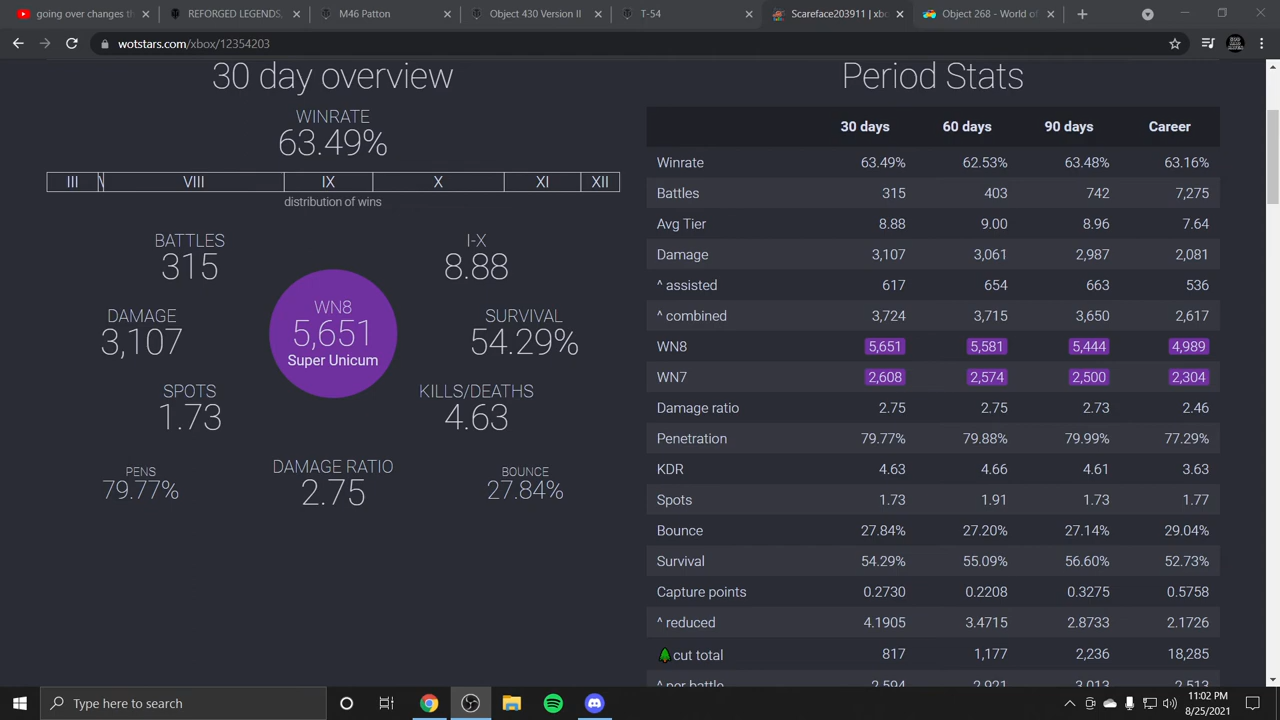 going over changes th
REFORGED LEGENDS,
M46 Patton
Object 430 Version II
T-54
Scareface203911 | xbo
Object 268 - World of
wotstars.com/xbox/12354203
30 day overview
WINRATE
63.49%
III VIII IX X XI XII
distribution of wins
BATTLES
315
I-X
8.88
DAMAGE
3,107
WN8
5,651
Super Unicum
SURVIVAL
54.29%
SPOTS
1.73
KILLS/DEATHS
4.63
PENS
79.77%
DAMAGE RATIO
2.75
BOUNCE
27.84%
Period Stats
30 days 60 days 90 days Career
Winrate 63.49% 62.53% 63.48% 63.16%
Battles 315 403 742 7,275
Avg Tier 8.88 9.00 8.96 7.64
Damage 3,107 3,061 2,987 2,081
^ assisted 617 654 663 536
^ combined 3,724 3,715 3,650 2,617
WN8 5,651 5,581 5,444 4,989
WN7 2,608 2,574 2,500 2,304
Damage ratio 2.75 2.75 2.73 2.46
Penetration 79.77% 79.88% 79.99% 77.29%
KDR 4.63 4.66 4.61 3.63
Spots 1.73 1.91 1.73 1.77
Bounce 27.84% 27.20% 27.14% 29.04%
Survival 54.29% 55.09% 56.60% 52.73%
Capture points 0.2730 0.2208 0.3275 0.5758
^ reduced 4.1905 3.4715 2.8733 2.1726
cut total 817 1,177 2,236 18,285
^ per battle 2.594 2.921 3.013 2.513
Type here to search
11:02 PM
8/25/2021